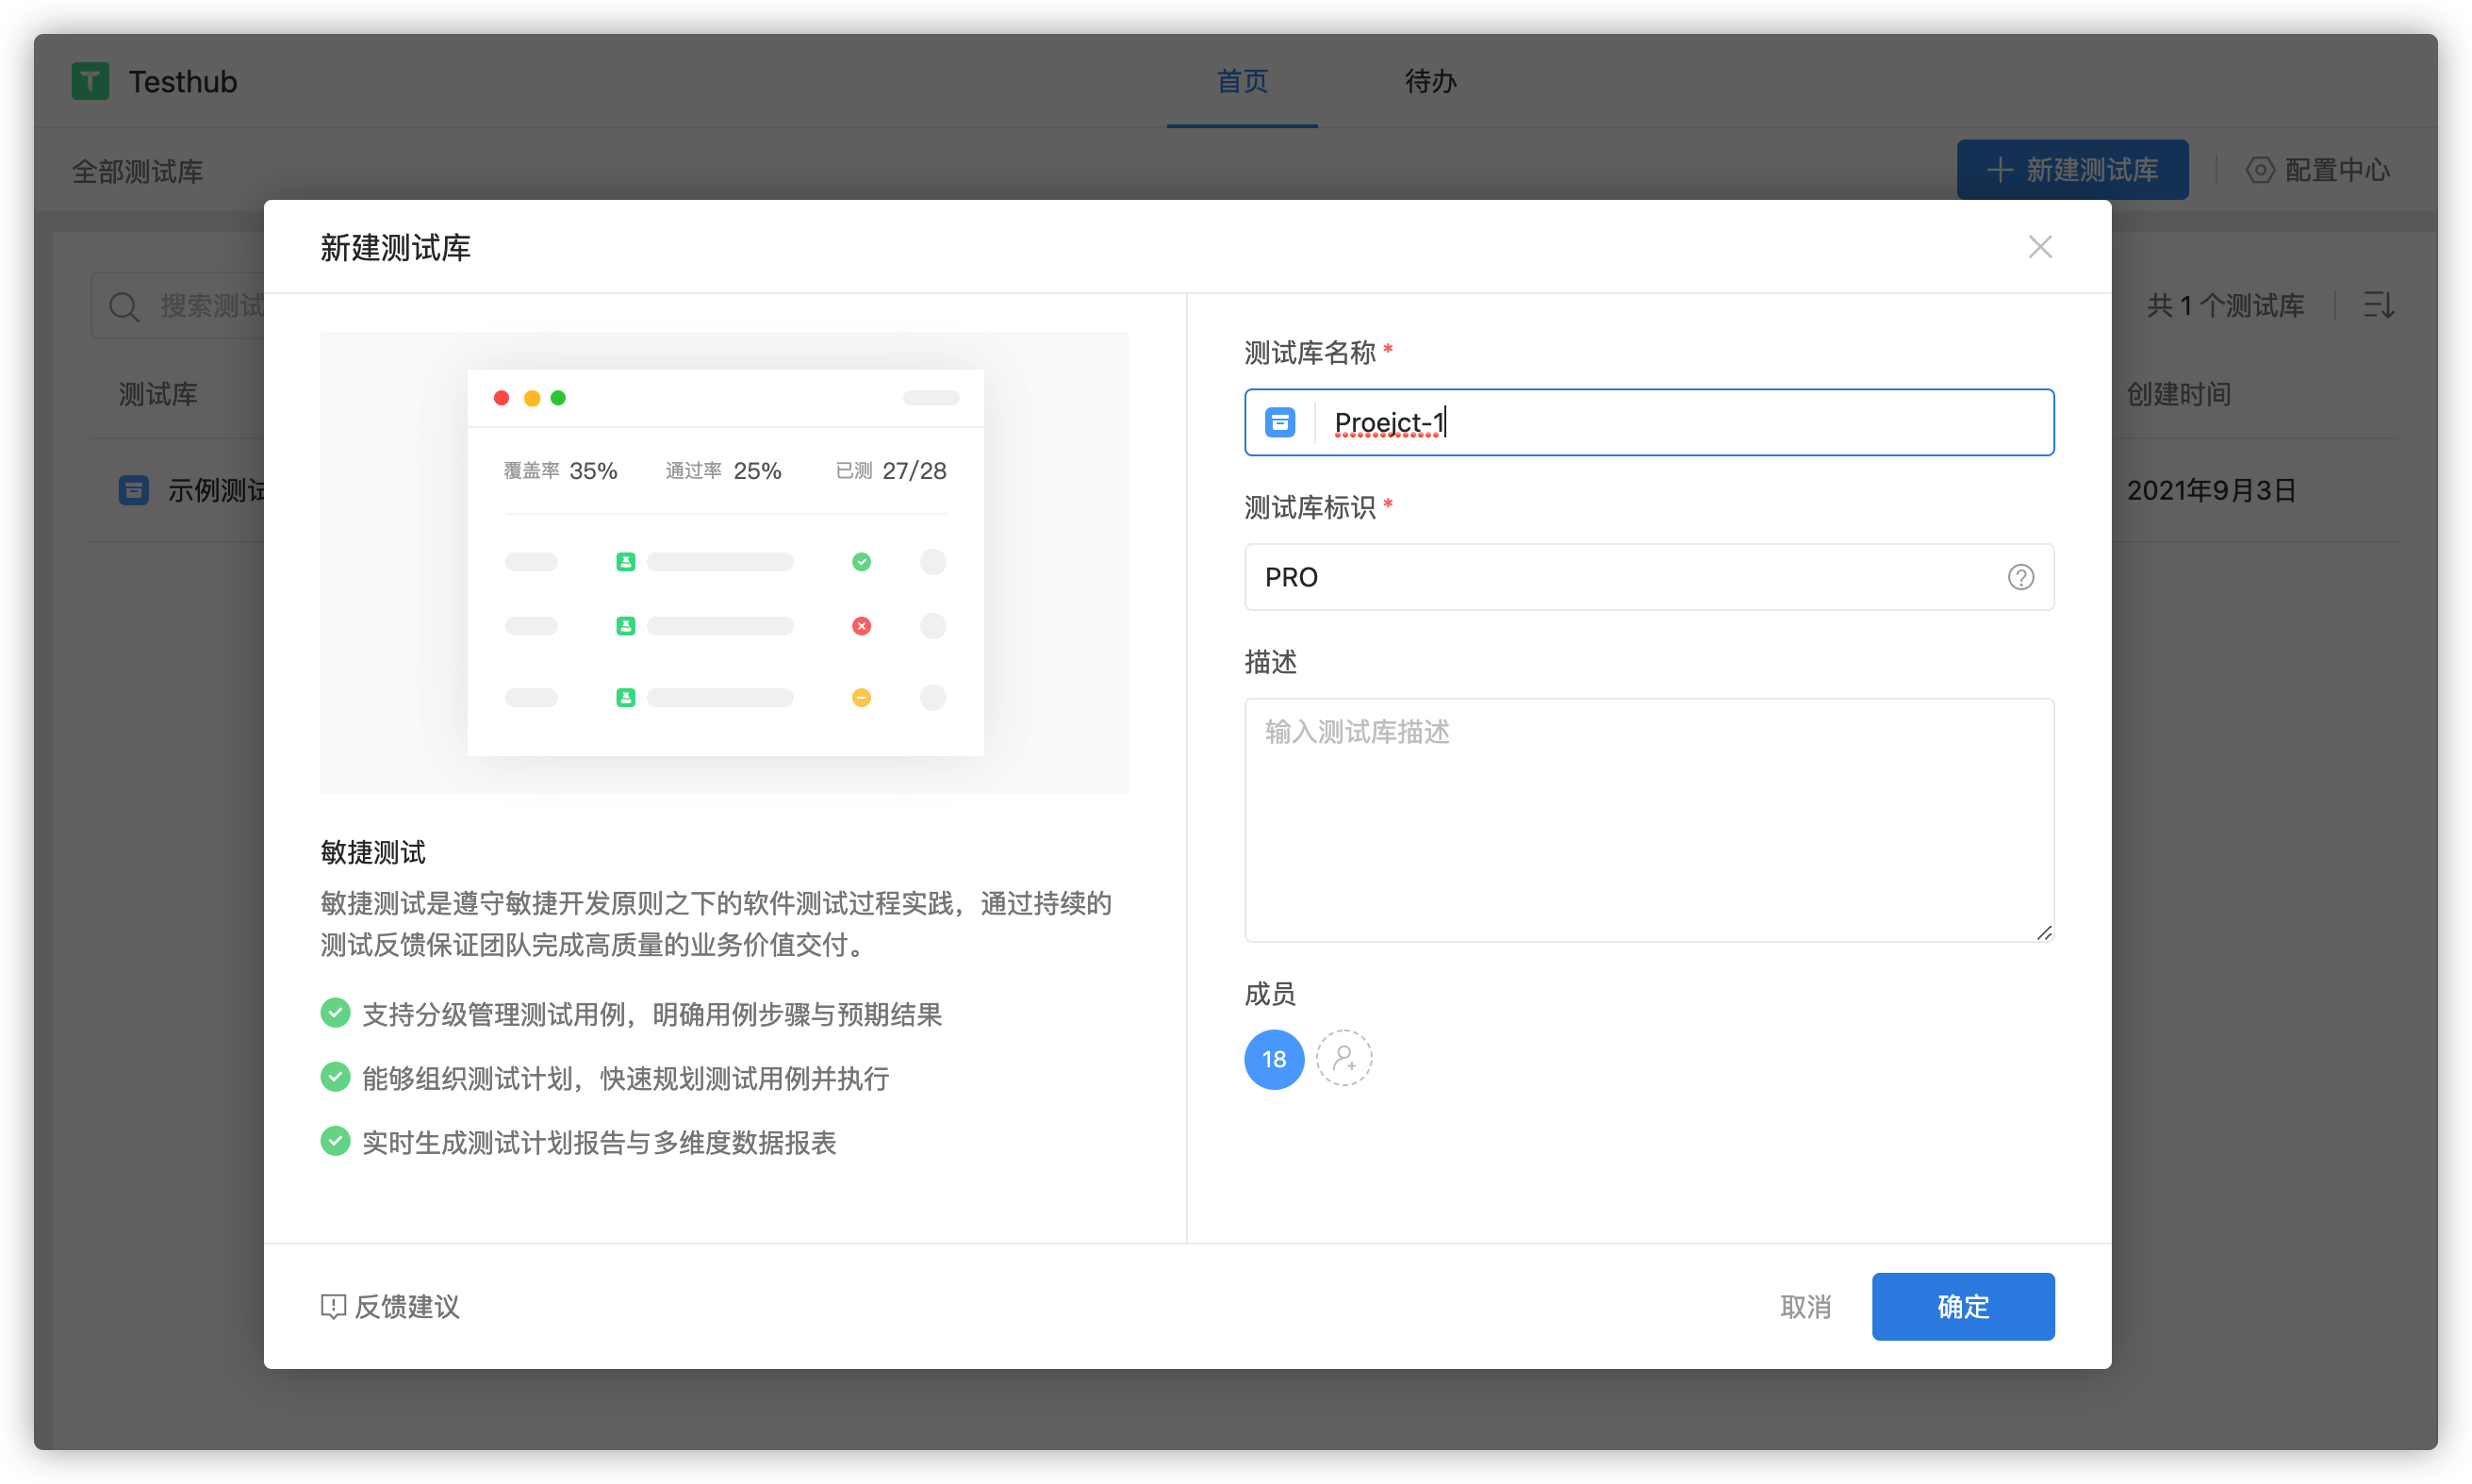 Testhub
首页
待办
全部测试库
新建测试库
配置中心
搜索测试
共 1 个测试库
测试库
创建时间
示例测试
2021年9月3日
新建测试库
覆盖率 35%
通过率 25%
已测 27/28
敏捷测试
敏捷测试是遵守敏捷开发原则之下的软件测试过程实践，通过持续的
测试反馈保证团队完成高质量的业务价值交付。
支持分级管理测试用例，明确用例步骤与预期结果
能够组织测试计划，快速规划测试用例并执行
实时生成测试计划报告与多维度数据报表
测试库名称 *
Proejct-1
测试库标识 *
PRO
描述
输入测试库描述
成员
18
反馈建议
取消
确定